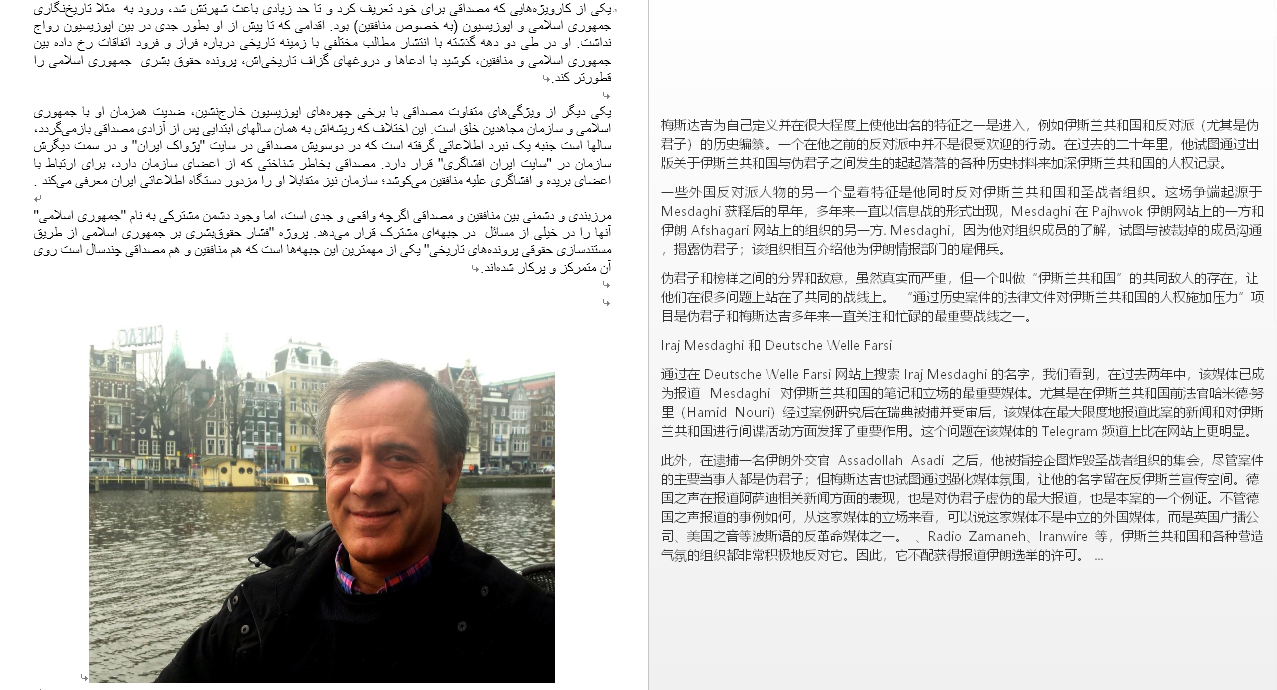 یکی از کارویژه‌هایی که مصداقی برای خود تعریف کرد و تا حد زیادی باعث شهرتش شد، ورود به مثلا تاریخ‌نگاری
جمهوری اسلامی و اپوزیسیون (به خصوص منافقین) بود. اقدامی که تا پیش از او بطور جدی در بین اپوزیسیون رواج
نداشت. او در طی دو دهه گذشته با انتشار مطالب مختلفی با زمینه تاریخی درباره فراز و فرود اتفاقات رخ داده بین
جمهوری اسلامی و منافقین، کوشید با ادعاها و دروغهای گزاف تاریخی‌اش، پرونده حقوق بشری جمهوری اسلامی را
قطورتر کند.
یکی دیگر از ویژگی‌های متفاوت مصداقی با برخی چهره‌های اپوزیسیون خارج‌نشین، ضدیت همزمان او با جمهوری
اسلامی و سازمان مجاهدین خلق است. این اختلاف که ریشه‌اش به همان سالهای ابتدایی پس از آزادی مصداقی بازمی‌گردد،
سالها است جنبه یک نبرد اطلاعاتی گرفته است که در دوسویش مصداقی در سایت "پژواک ایران" و در سمت دیگرش
سازمان در "سایت ایران افشاگری" قرار دارد. مصداقی بخاطر شناختی که از اعضای سازمان دارد، برای ارتباط با
اعضای بریده و افشاگری علیه منافقین می‌کوشد؛ سازمان نیز متقابلا او را مزدور دستگاه اطلاعاتی ایران معرفی می‌کند .
مرزبندی و دشمنی بین منافقین و مصداقی اگرچه واقعی و جدی است، اما وجود دشمن مشترکی به نام "جمهوری اسلامی"
آنها را در خیلی از مسائل در جبهه‌ای مشترک قرار می‌دهد. پروژه "فشار حقوق‌بشری بر جمهوری اسلامی از طریق
مستندسازی حقوقی پرونده‌های تاریخی" یکی از مهمترین این جبهه‌ها است که هم منافقین و هم مصداقی چندسال است روی
آن متمرکز و پرکار شده‌اند.
CINEAC
梅斯达吉为自己定义并在很大程度上使他出名的特征之一是进入，例如伊斯兰共和国和反对派（尤其是伪
君子）的历史编纂。一个在他之前的反对派中并不是很受欢迎的行动。在过去的二十年里，他试图通过出
版关于伊斯兰共和国与伪君子之间发生的起起落落的各种历史材料来加深伊斯兰共和国的人权记录。
一些外国反对派人物的另一个显着特征是他同时反对伊斯兰共和国和圣战者组织。这场争端起源于
Mesdaghi 获释后的早年，多年来一直以信息战的形式出现，Mesdaghi 在 Pajhwok 伊朗网站上的一方和
伊朗 Afshagari 网站上的组织的另一方. Mesdaghi，因为他对组织成员的了解，试图与被裁掉的成员沟通
，揭露伪君子；该组织相互介绍他为伊朗情报部门的雇佣兵。
伪君子和榜样之间的分界和敌意，虽然真实而严重，但一个叫做“伊斯兰共和国”的共同敌人的存在，让
他们在很多问题上站在了共同的战线上。 “通过历史案件的法律文件对伊斯兰共和国的人权施加压力”项
目是伪君子和梅斯达吉多年来一直关注和忙碌的最重要战线之一。
Iraj Mesdaghi 和 Deutsche Welle Farsi
通过在 Deutsche Welle Farsi 网站上搜索 Iraj Mesdaghi 的名字，我们看到，在过去两年中，该媒体已成
为报道 Mesdaghi 对伊斯兰共和国的笔记和立场的最重要媒体。尤其是在伊斯兰共和国前法官哈米德·努
里（Hamid Nouri）经过案例研究后在瑞典被捕并受审后，该媒体在最大限度地报道此案的新闻和对伊斯
兰共和国进行间谍活动方面发挥了重要作用。这个问题在该媒体的 Telegram 频道上比在网站上更明显。
此外，在逮捕一名伊朗外交官 Assadollah Asadi 之后，他被指控企图炸毁圣战者组织的集会，尽管案件
的主要当事人都是伪君子；但梅斯达吉也试图通过强化媒体氛围，让他的名字留在反伊斯兰宣传空间。德
国之声在报道阿萨迪相关新闻方面的表现，也是对伪君子虚伪的最大报道，也是本案的一个例证。不管德
国之声报道的事例如何，从这家媒体的立场来看，可以说这家媒体不是中立的外国媒体，而是英国广播公
司、美国之音等波斯语的反革命媒体之一。 、Radio Zamaneh、Iranwire 等，伊斯兰共和国和各种营造
气氛的组织都非常积极地反对它。因此，它不配获得报道伊朗选举的许可。 ...